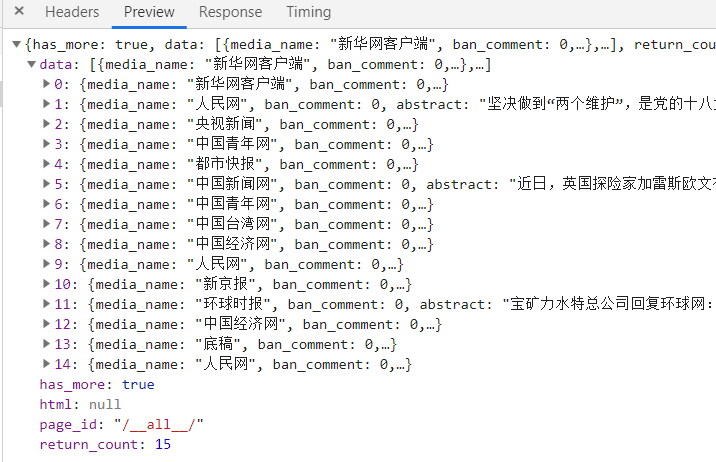 × Headers Preview Response Timing
▼{has_more: true, data: [{media_name: "新华网客户端", ban_comment: 0,…},…], return_cou
▼data: [{media_name: "新华网客户端", ban_comment: 0,…},…]
▶0: {media_name: "新华网客户端", ban_comment: 0,…}
▶1: {media_name: "人民网", ban_comment: 0, abstract: "坚决做到“两个维护”，是党的十八
▶2: {media_name: "央视新闻", ban_comment: 0,…}
▶3: {media_name: "中国青年网", ban_comment: 0,…}
▶4: {media_name: "都市快报", ban_comment: 0,…}
▶5: {media_name: "中国新闻网", ban_comment: 0, abstract: "近日，英国探险家加雷斯欧文
▶6: {media_name: "中国青年网", ban_comment: 0,…}
▶7: {media_name: "中国台湾网", ban_comment: 0,…}
▶8: {media_name: "中国经济网", ban_comment: 0,…}
▶9: {media_name: "人民网", ban_comment: 0,…}
▶10: {media_name: "新京报", ban_comment: 0,…}
▶11: {media_name: "环球时报", ban_comment: 0, abstract: "宝矿力水特总公司回复环球网：
▶12: {media_name: "中国经济网", ban_comment: 0,…}
▶13: {media_name: "底稿", ban_comment: 0,…}
▶14: {media_name: "人民网", ban_comment: 0,…}
has_more: true
html: null
page_id: "/__all__/"
return_count: 15